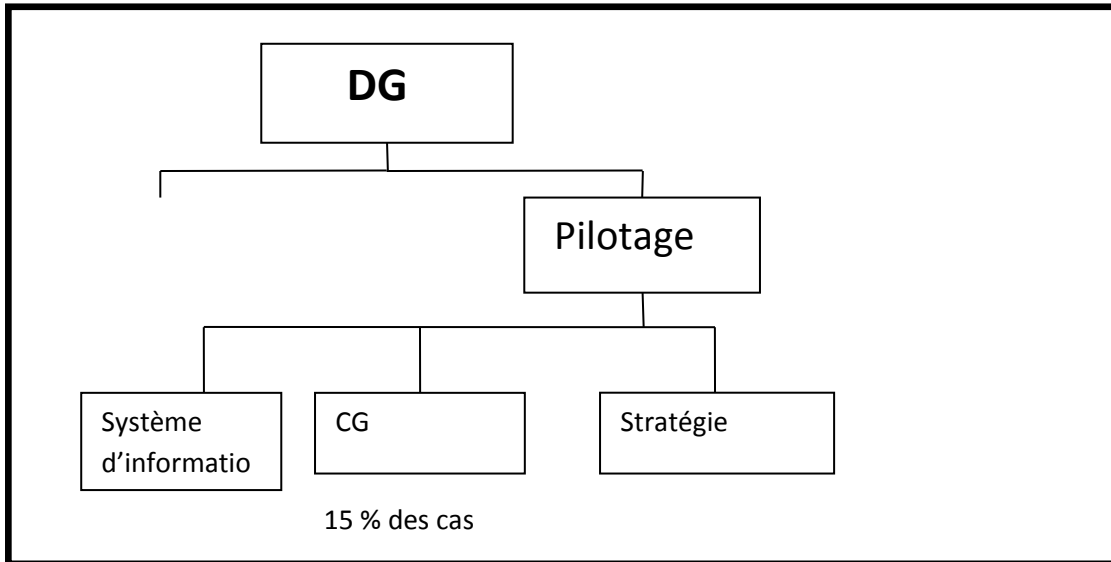 DG
Pilotage
Système
d’informatio
CG
Stratégie
15 % des cas